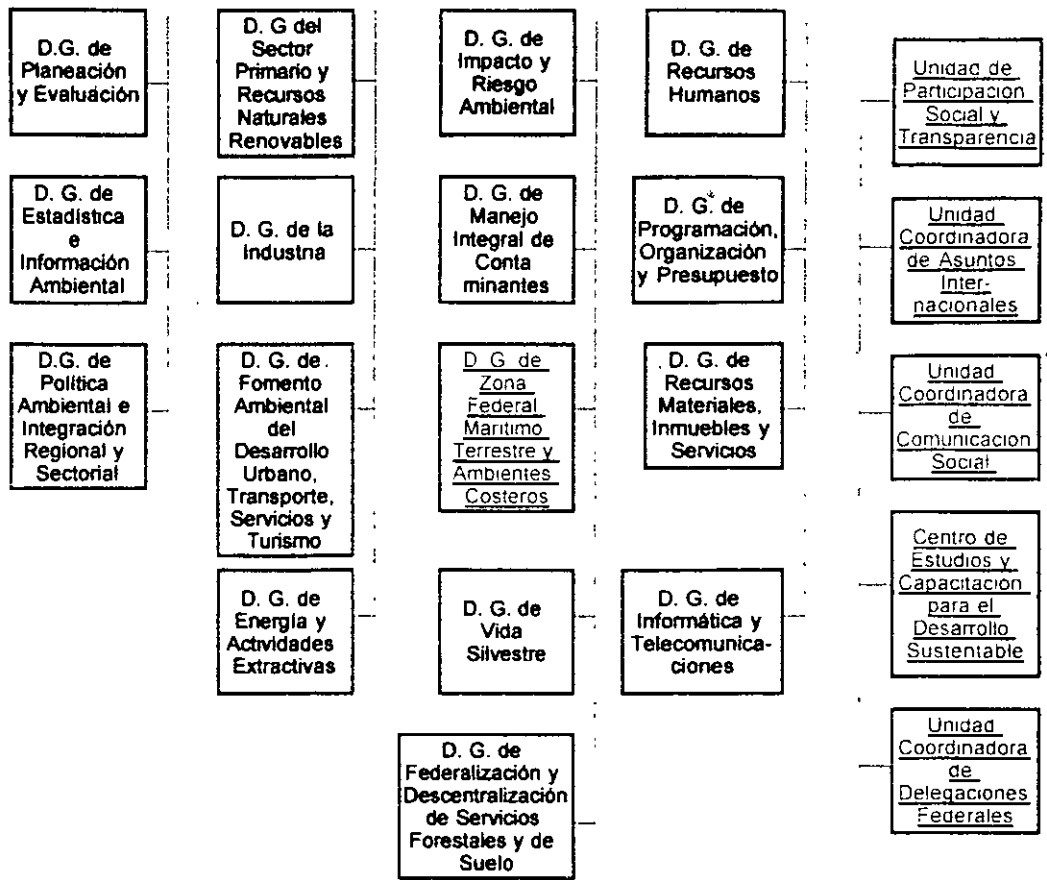 D.G. de
Planeación
y Evaluación
D. G. de
Estadística
e
Información
Ambiental
D.G. de
Política
Ambiental e
Integración
Regional y
Sectorial
D. G del
Sector
Primario y
Recursos
Naturales
Renovables
D. G. de la
Industria
D. G. de
Fomento
Ambiental
del
Desarrollo
Urbano,
Transporte,
Servicios y
Turismo
D. G. de
Energía y
Actividades
Extractivas
D. G. de
Impacto y
Riesgo
Ambiental
D. G. de
Manejo
Integral de
Conta
minantes
D G de
Zona
Federal
Marítimo
Terrestre y
Ambientes
Costeros
D. G. de
Vida
Silvestre
D. G. de
Federalización y
Descentralización
de Servicios
Forestales y de
Suelo
D. G. de
Recursos
Humanos
D. G. de
Programación,
Organización
y Presupuesto
D. G. de
Recursos
Materiales,
Inmuebles y
Servicios
D. G. de
Informática y
Telecomunica-
ciones
Unidad de
Participación
Social y
Transparencia
Unidad
Coordinadora
de Asuntos
Inter-
nacionales
Unidad
Coordinadora
de
Comunicación
Social
Centro de
Estudios y
Capacitación
para el
Desarrollo
Sustentable
Unidad
Coordinadora
de
Delegaciones
Federales